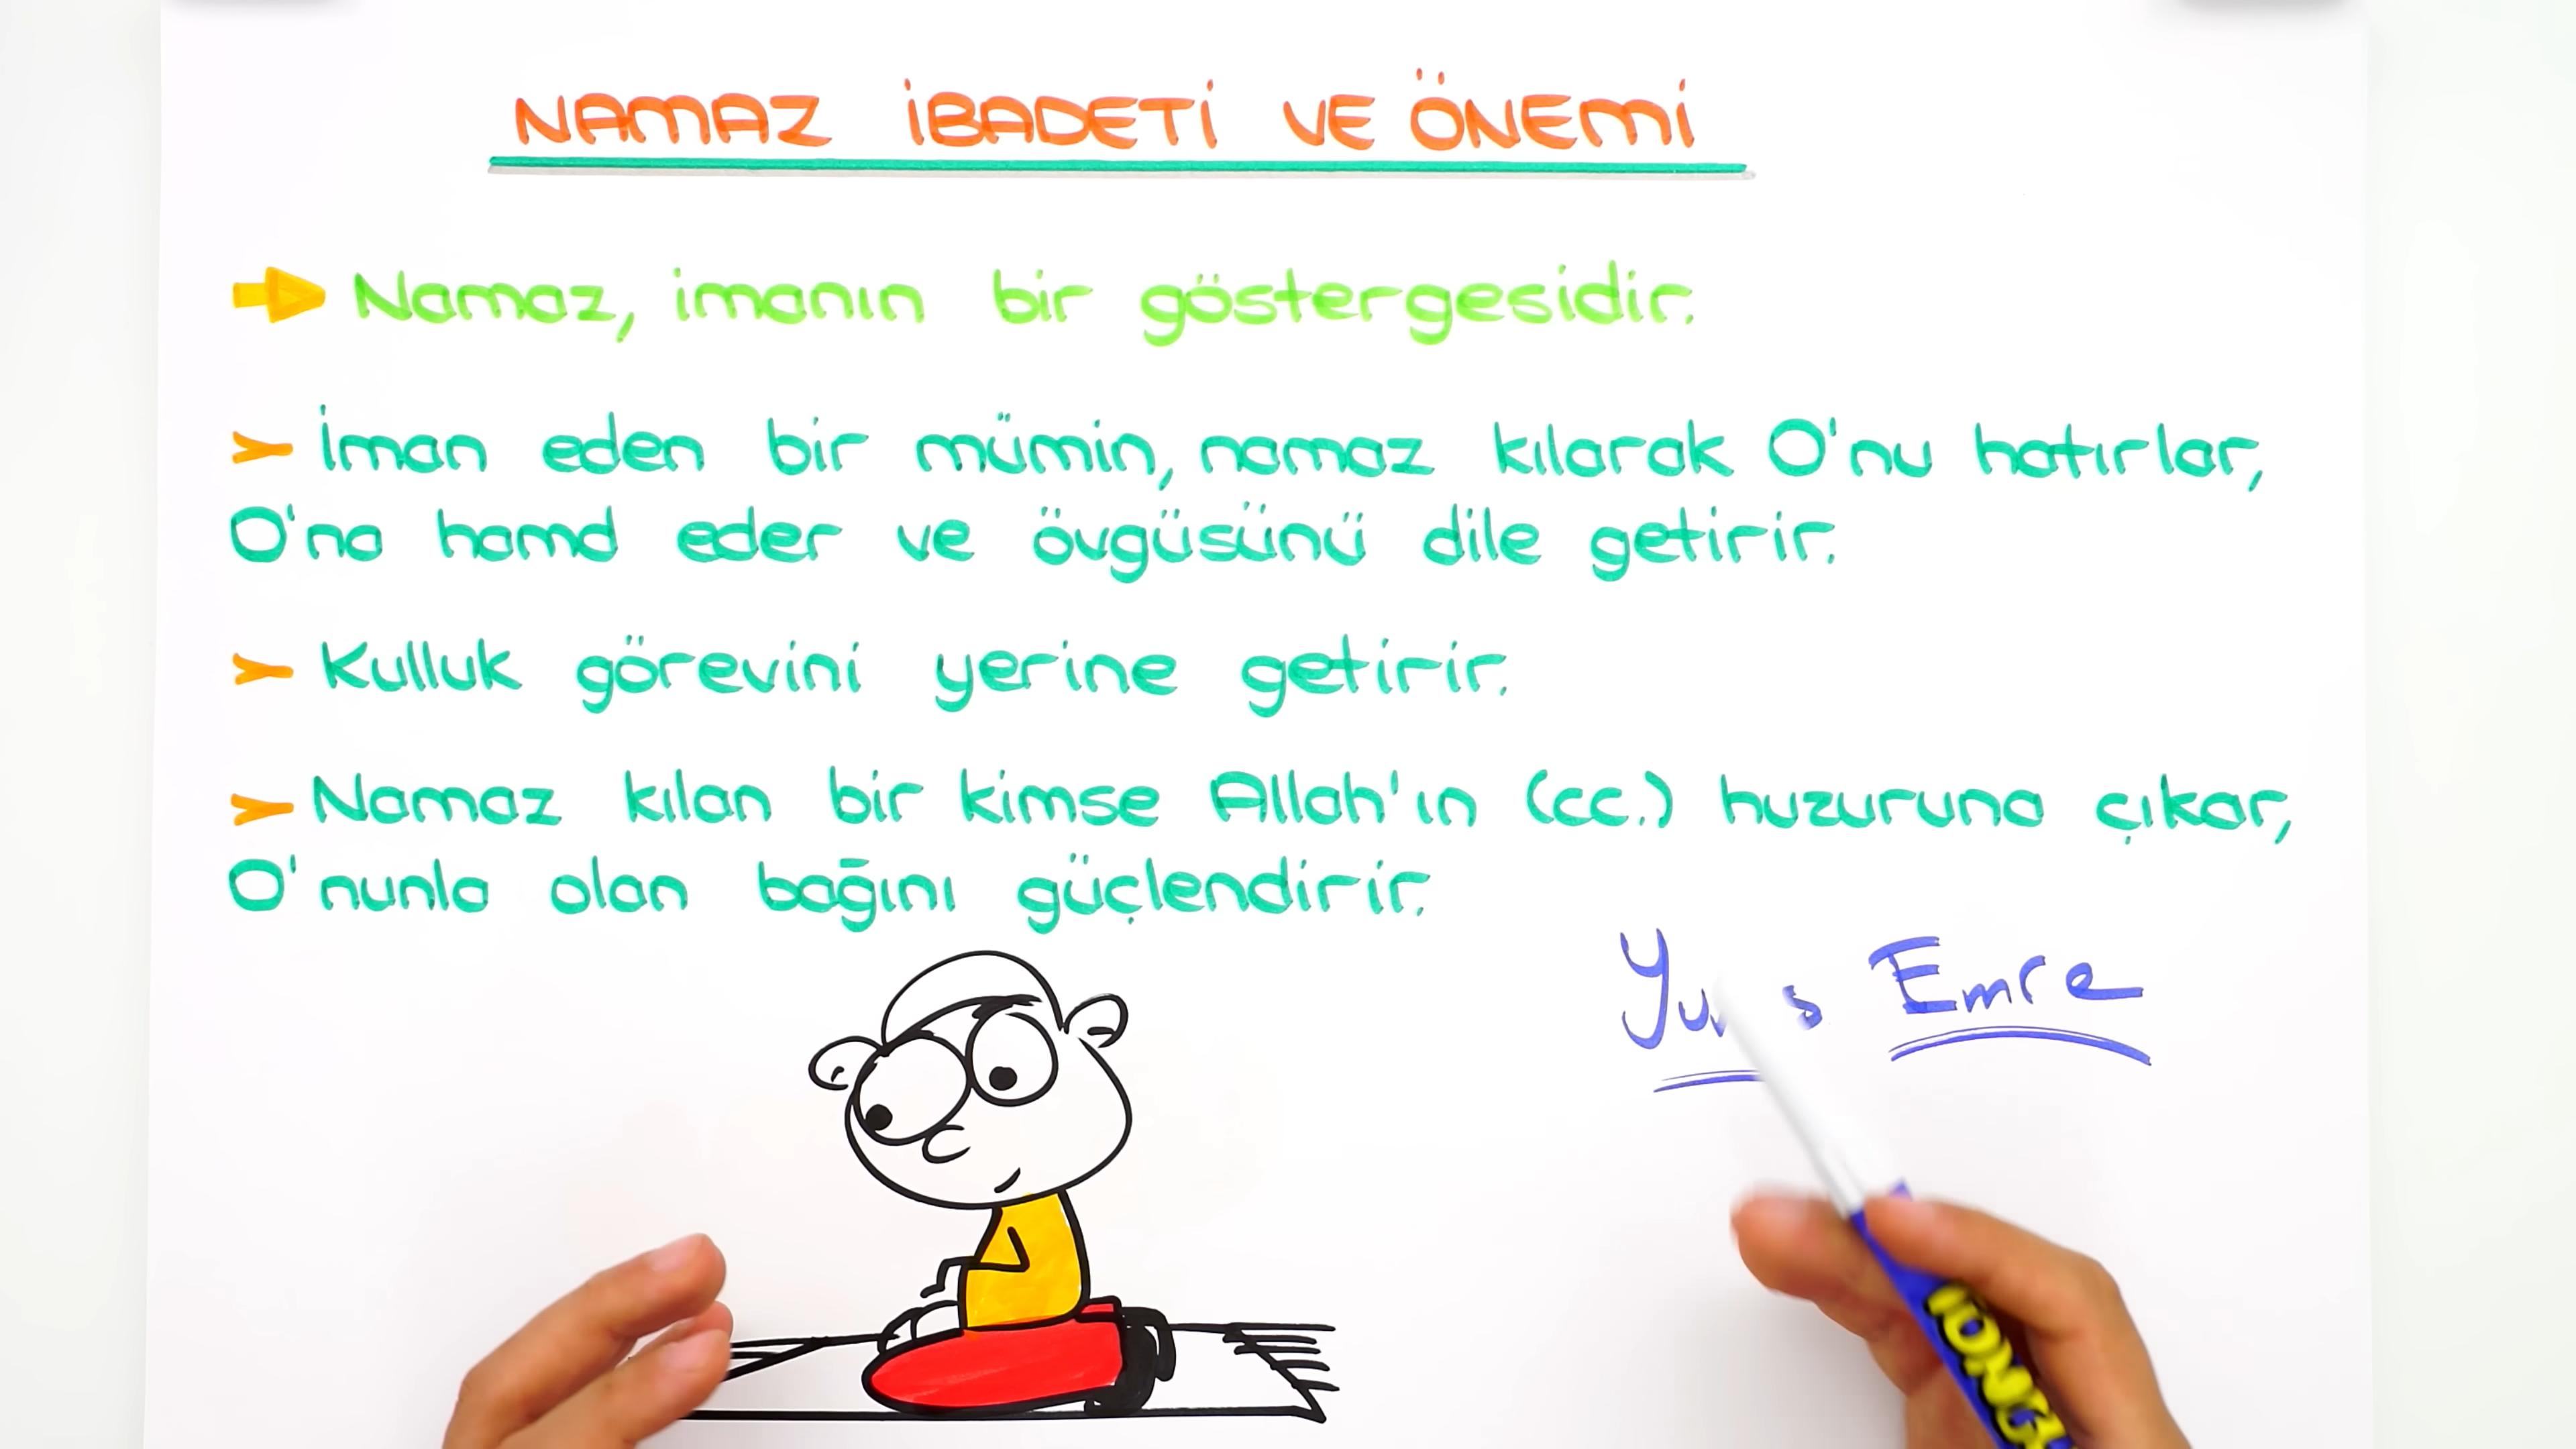 NAMAZ İBADETİ VE ÖNEMİ
Namaz, imanın bir göstergesidir.
İman eden bir mümin, namaz kılarak O'nu hatırlar,
O'na hamd eder ve övgüsünü dile getirir.
Kulluk görevini yerine getirir.
Namaz kılan bir kimse Allah'ın (cc.) huzuruna çıkar,
O'nunla olan bağını güçlendirir.
Emre